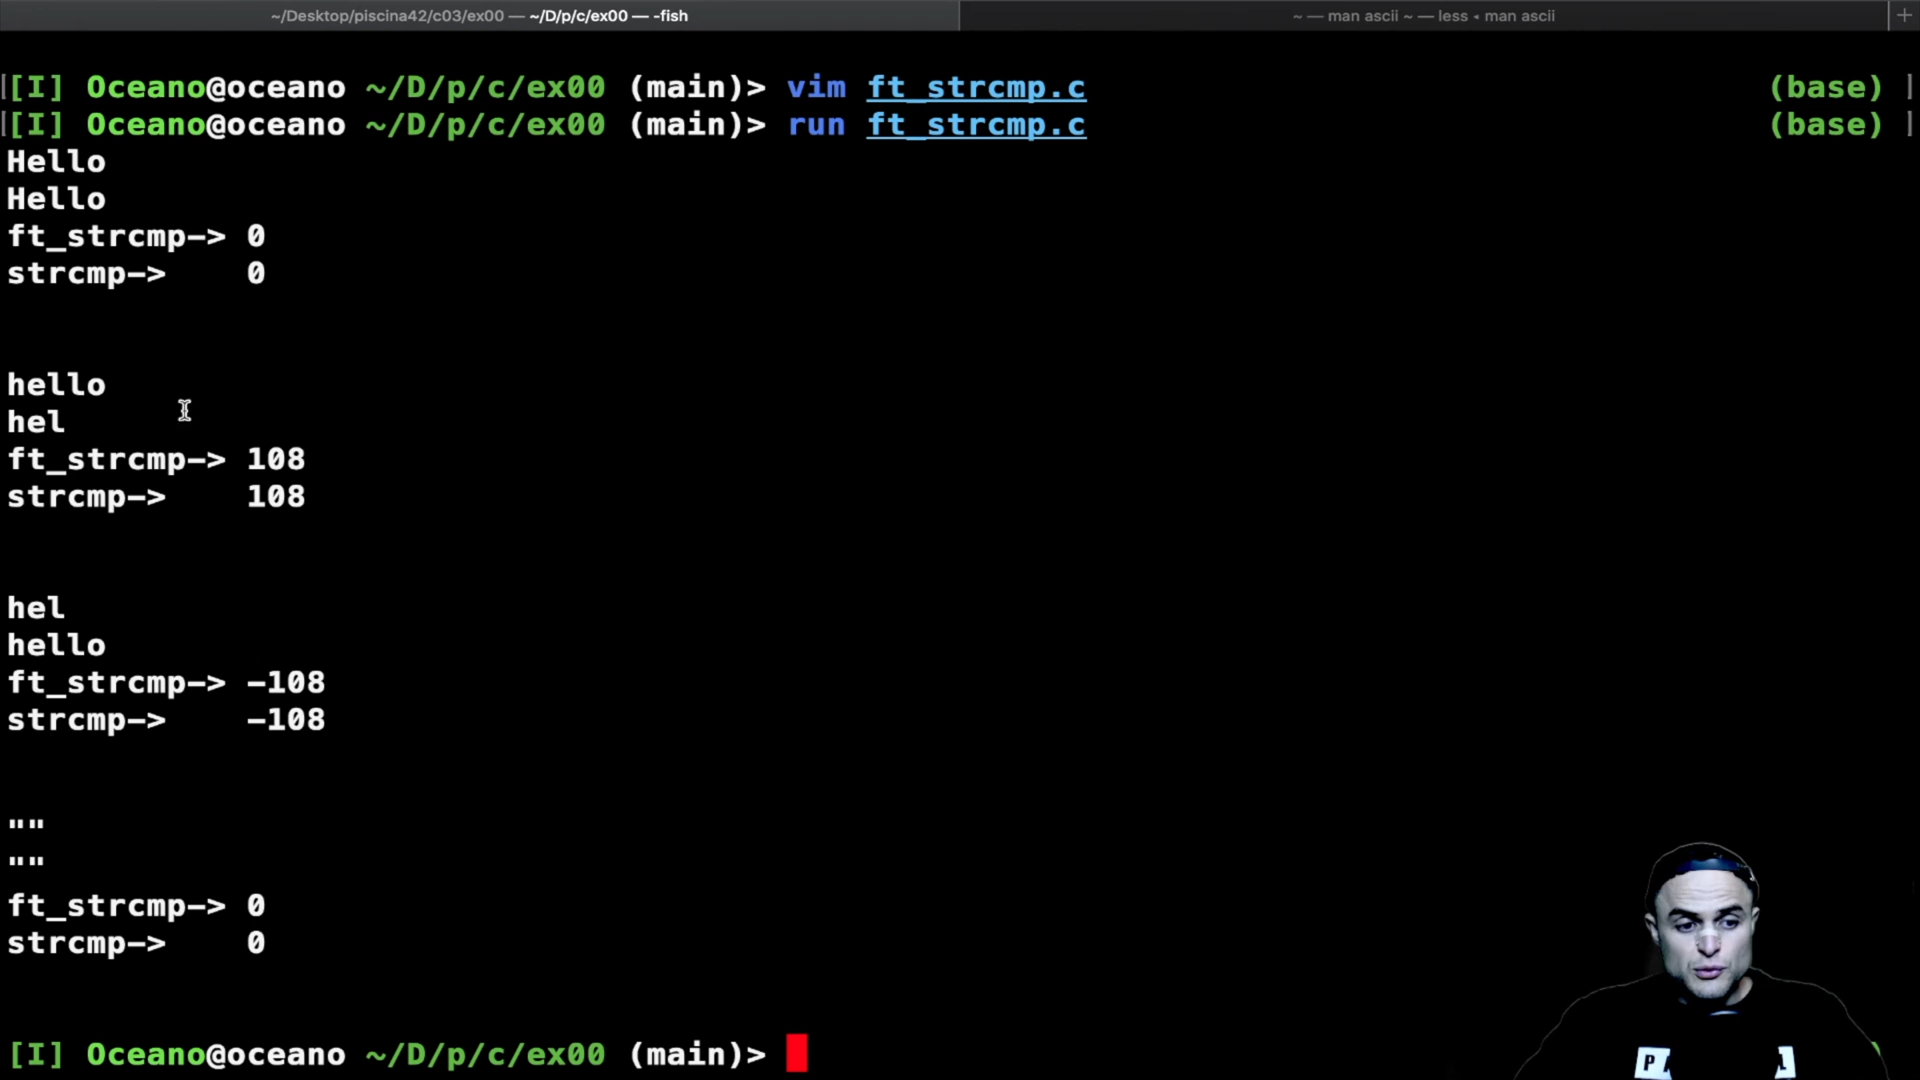 ~/Desktop/piscina42/c03/ex00 — ~/D/p/c/ex00 — -fish
~ — man ascii ~ — less ◂ man ascii
[I] Oceano@oceano ~/D/p/c/ex00 (main)> vim ft_strcmp.c (base)
[I] Oceano@oceano ~/D/p/c/ex00 (main)> run ft_strcmp.c (base)
Hello
Hello
ft_strcmp-> 0
strcmp-> 0
hello
hel
ft_strcmp-> 108
strcmp-> 108
hel
hello
ft_strcmp-> -108
strcmp-> -108
""
""
ft_strcmp-> 0
strcmp-> 0
[I] Oceano@oceano ~/D/p/c/ex00 (main)>